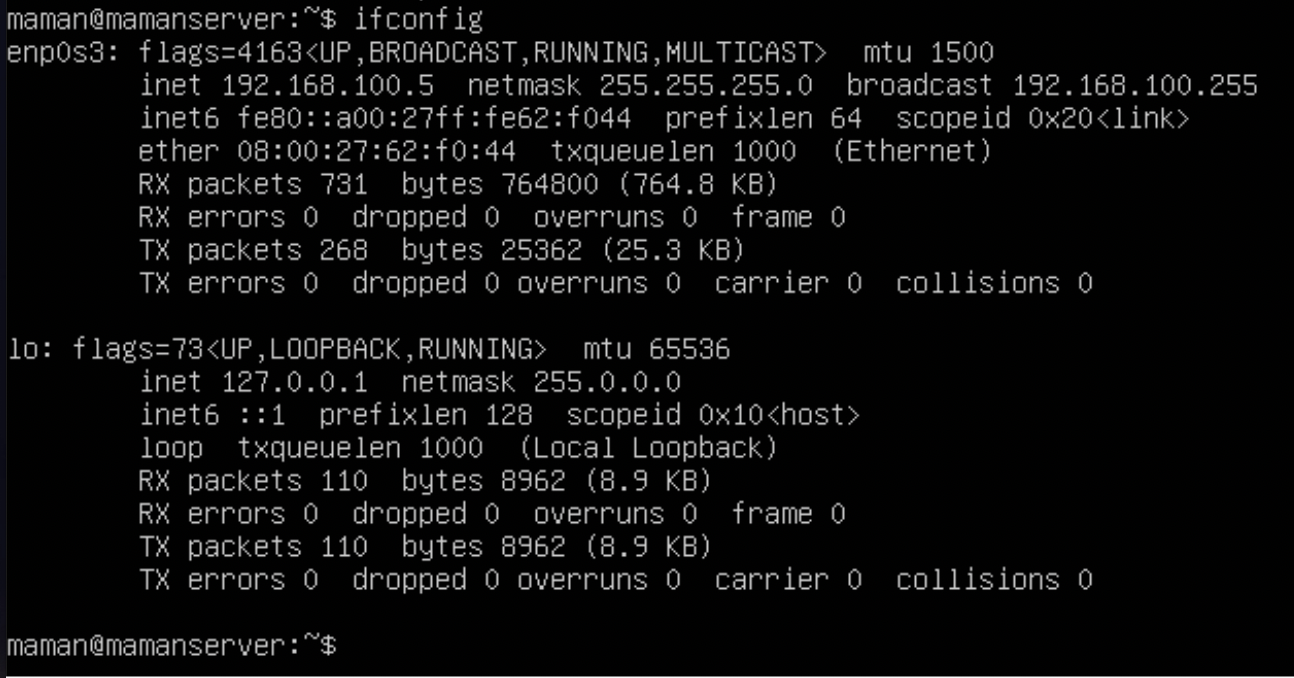 maman@mamanserver:~$ ifconfig
enp0s3: flags=4163<UP,BROADCAST,RUNNING,MULTICAST>  mtu 1500
        inet 192.168.100.5  netmask 255.255.255.0  broadcast 192.168.100.255
        inet6 fe80::a00:27ff:fe62:f044  prefixlen 64  scopeid 0x20<link>
        ether 08:00:27:62:f0:44  txqueuelen 1000  (Ethernet)
        RX packets 731  bytes 764800 (764.8 KB)
        RX errors 0  dropped 0  overruns 0  frame 0
        TX packets 268  bytes 25362 (25.3 KB)
        TX errors 0  dropped 0 overruns 0  carrier 0  collisions 0

lo: flags=73<UP,LOOPBACK,RUNNING>  mtu 65536
        inet 127.0.0.1  netmask 255.0.0.0
        inet6 ::1  prefixlen 128  scopeid 0x10<host>
        loop  txqueuelen 1000  (Local Loopback)
        RX packets 110  bytes 8962 (8.9 KB)
        RX errors 0  dropped 0  overruns 0  frame 0
        TX packets 110  bytes 8962 (8.9 KB)
        TX errors 0  dropped 0 overruns 0  carrier 0  collisions 0

maman@mamanserver:~$